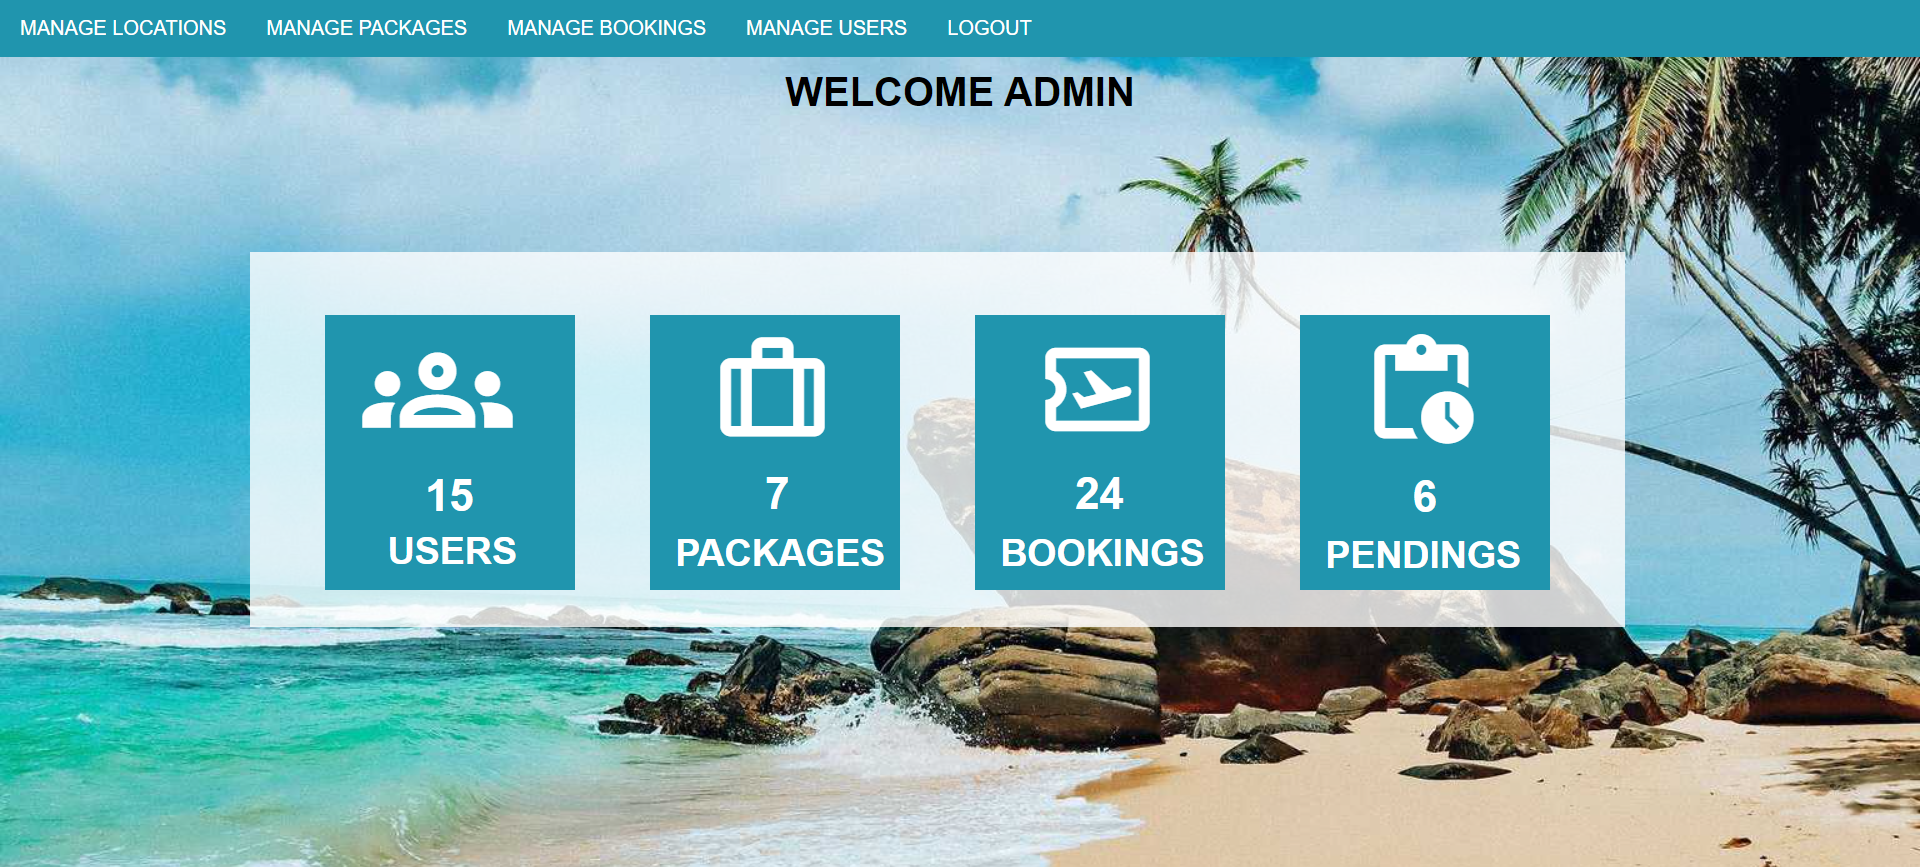 MANAGE LOCATIONS MANAGE PACKAGES MANAGE BOOKINGS MANAGE USERS LOGOUT
WELCOME ADMIN
15
USERS
7
PACKAGES
24
BOOKINGS
6
PENDINGS